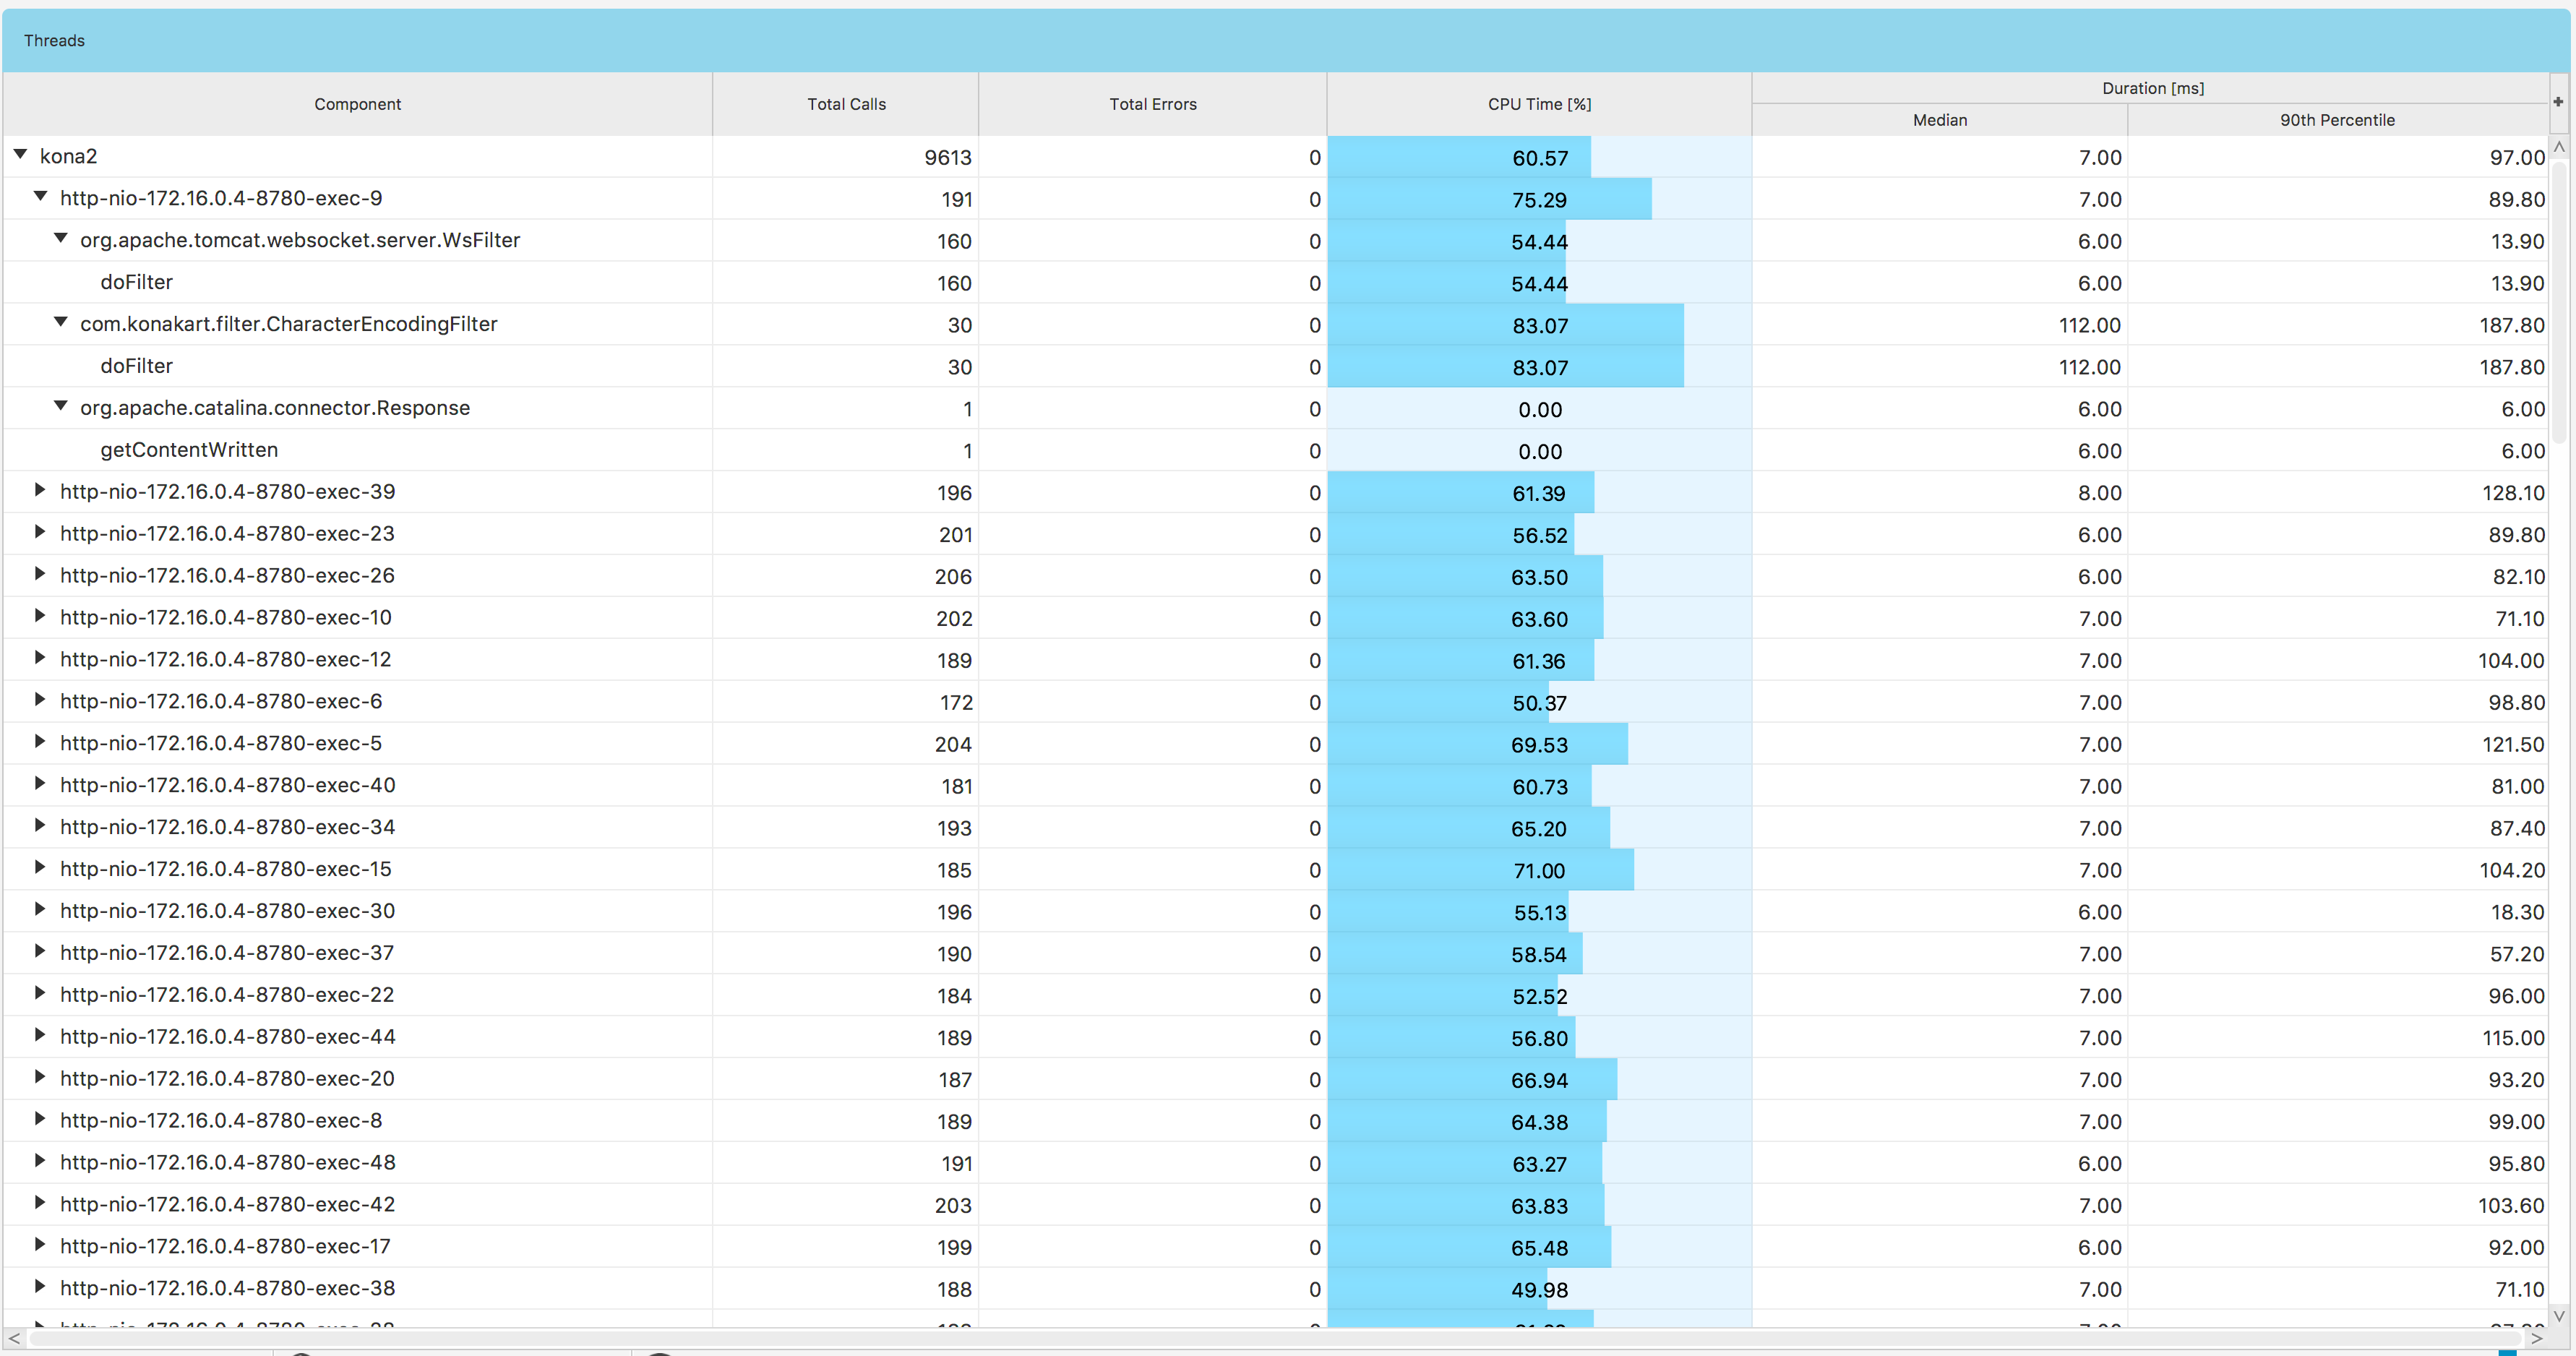 Threads
Component Total Calls Total Errors CPU Time [%] Duration [ms]
Median 90th Percentile
kona2 9613 0 60.57 7.00 97.00
http-nio-172.16.0.4-8780-exec-9 191 0 75.29 7.00 89.80
org.apache.tomcat.websocket.server.WsFilter 160 0 54.44 6.00 13.90
doFilter 160 0 54.44 6.00 13.90
com.konakart.filter.CharacterEncodingFilter 30 0 83.07 112.00 187.80
doFilter 30 0 83.07 112.00 187.80
org.apache.catalina.connector.Response 1 0 0.00 6.00 6.00
getContentWritten 1 0 0.00 6.00 6.00
http-nio-172.16.0.4-8780-exec-39 196 0 61.39 8.00 128.10
http-nio-172.16.0.4-8780-exec-23 201 0 56.52 6.00 89.80
http-nio-172.16.0.4-8780-exec-26 206 0 63.50 6.00 82.10
http-nio-172.16.0.4-8780-exec-10 202 0 63.60 7.00 71.10
http-nio-172.16.0.4-8780-exec-12 189 0 61.36 7.00 104.00
http-nio-172.16.0.4-8780-exec-6 172 0 50.37 7.00 98.80
http-nio-172.16.0.4-8780-exec-5 204 0 69.53 7.00 121.50
http-nio-172.16.0.4-8780-exec-40 181 0 60.73 7.00 81.00
http-nio-172.16.0.4-8780-exec-34 193 0 65.20 7.00 87.40
http-nio-172.16.0.4-8780-exec-15 185 0 71.00 7.00 104.20
http-nio-172.16.0.4-8780-exec-30 196 0 55.13 6.00 18.30
http-nio-172.16.0.4-8780-exec-37 190 0 58.54 7.00 57.20
http-nio-172.16.0.4-8780-exec-22 184 0 52.52 7.00 96.00
http-nio-172.16.0.4-8780-exec-44 189 0 56.80 7.00 115.00
http-nio-172.16.0.4-8780-exec-20 187 0 66.94 7.00 93.20
http-nio-172.16.0.4-8780-exec-8 189 0 64.38 7.00 99.00
http-nio-172.16.0.4-8780-exec-48 191 0 63.27 6.00 95.80
http-nio-172.16.0.4-8780-exec-42 203 0 63.83 7.00 103.60
http-nio-172.16.0.4-8780-exec-17 199 0 65.48 6.00 92.00
http-nio-172.16.0.4-8780-exec-38 188 0 49.98 7.00 71.10